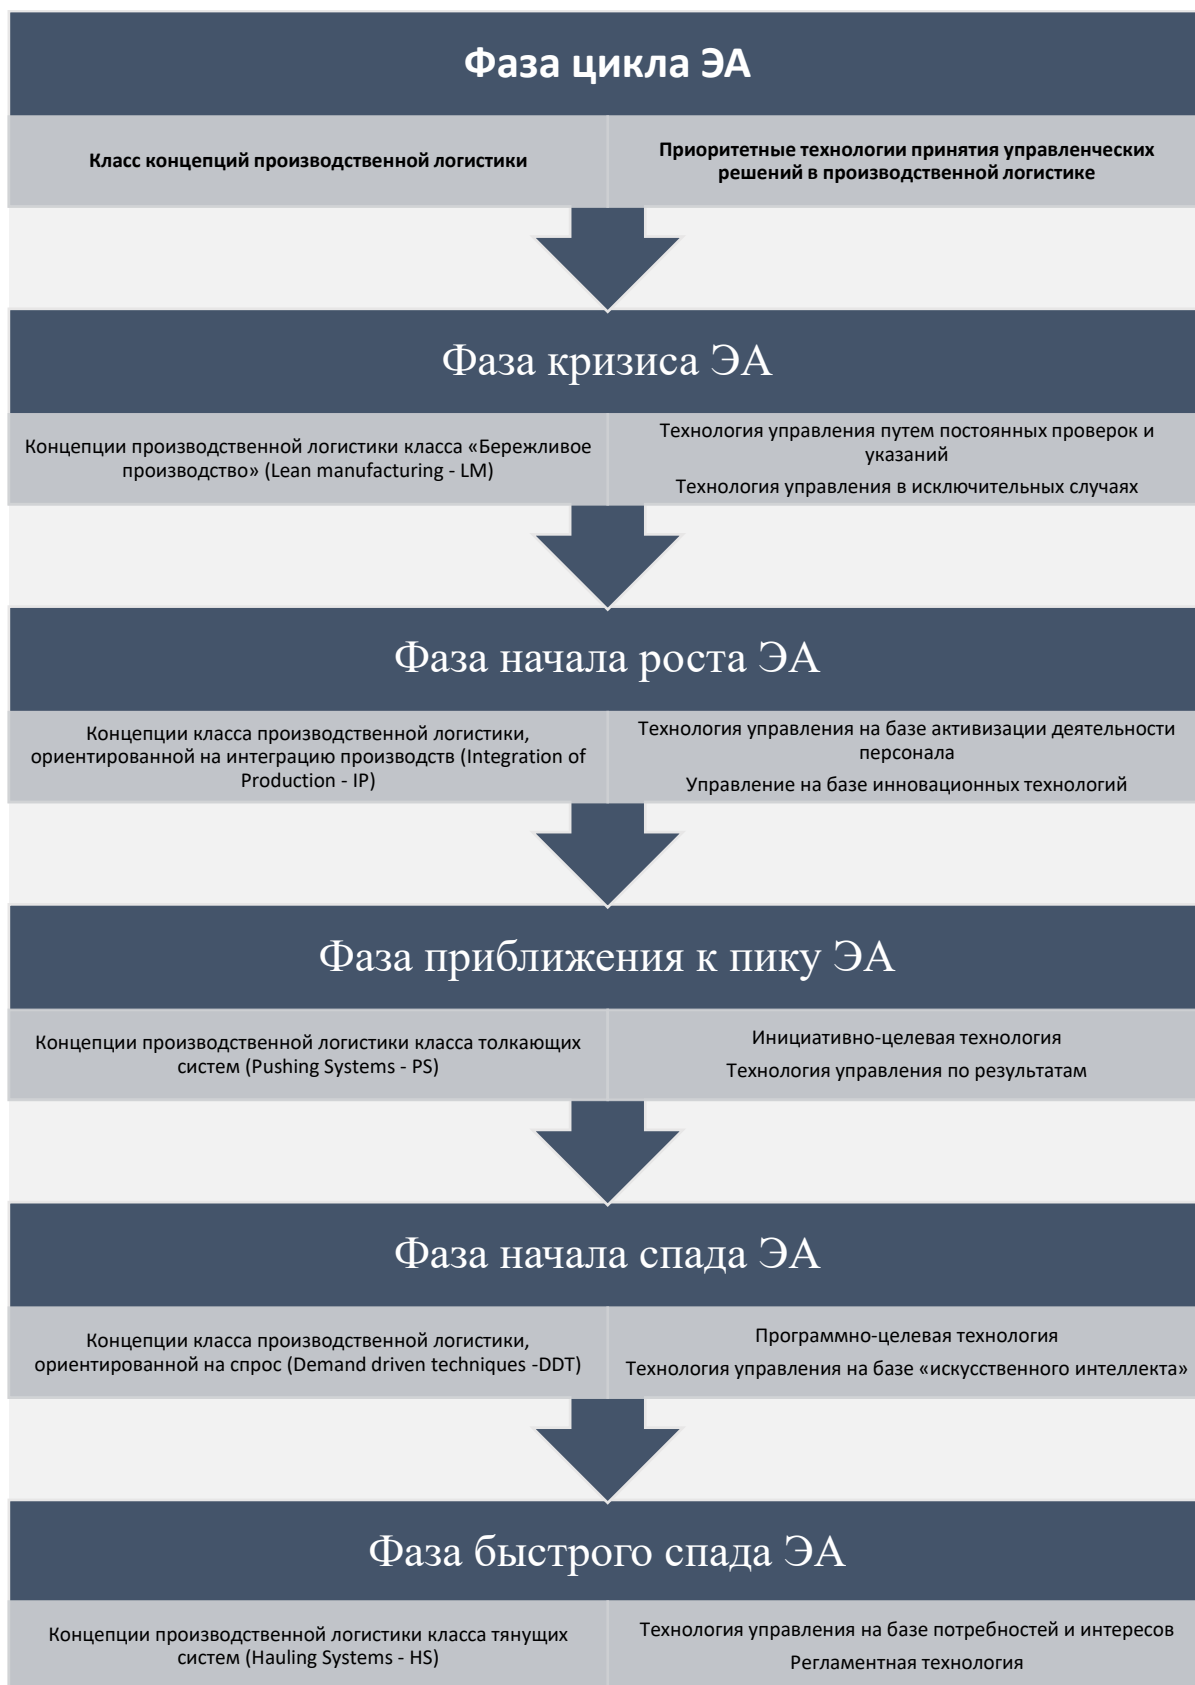 Фаза цикла ЭА
Класс концепций производственной логистики
Приоритетные технологии принятия управленческих
решений в производственной логистике
Фаза кризиса ЭА
Концепции производственной логистики класса «Бережливое
производство» (Lean manufacturing - LM)
Технология управления путем постоянных проверок и
указаний
Технология управления в исключительных случаях
Фаза начала роста ЭА
Концепции класса производственной логистики,
ориентированной на интеграцию производств (Integration of
Production - IP)
Технология управления на базе активизации деятельности
персонала
Управление на базе инновационных технологий
Фаза приближения к пику ЭА
Концепции производственной логистики класса толкающих
систем (Pushing Systems - PS)
Инициативно-целевая технология
Технология управления по результатам
Фаза начала спада ЭА
Концепции класса производственной логистики,
ориентированной на спрос (Demand driven techniques -DDT)
Программно-целевая технология
Технология управления на базе «искусственного интеллекта»
Фаза быстрого спада ЭА
Концепции производственной логистики класса тянущих
систем (Hauling Systems - HS)
Технология управления на базе потребностей и интересов
Регламентная технология